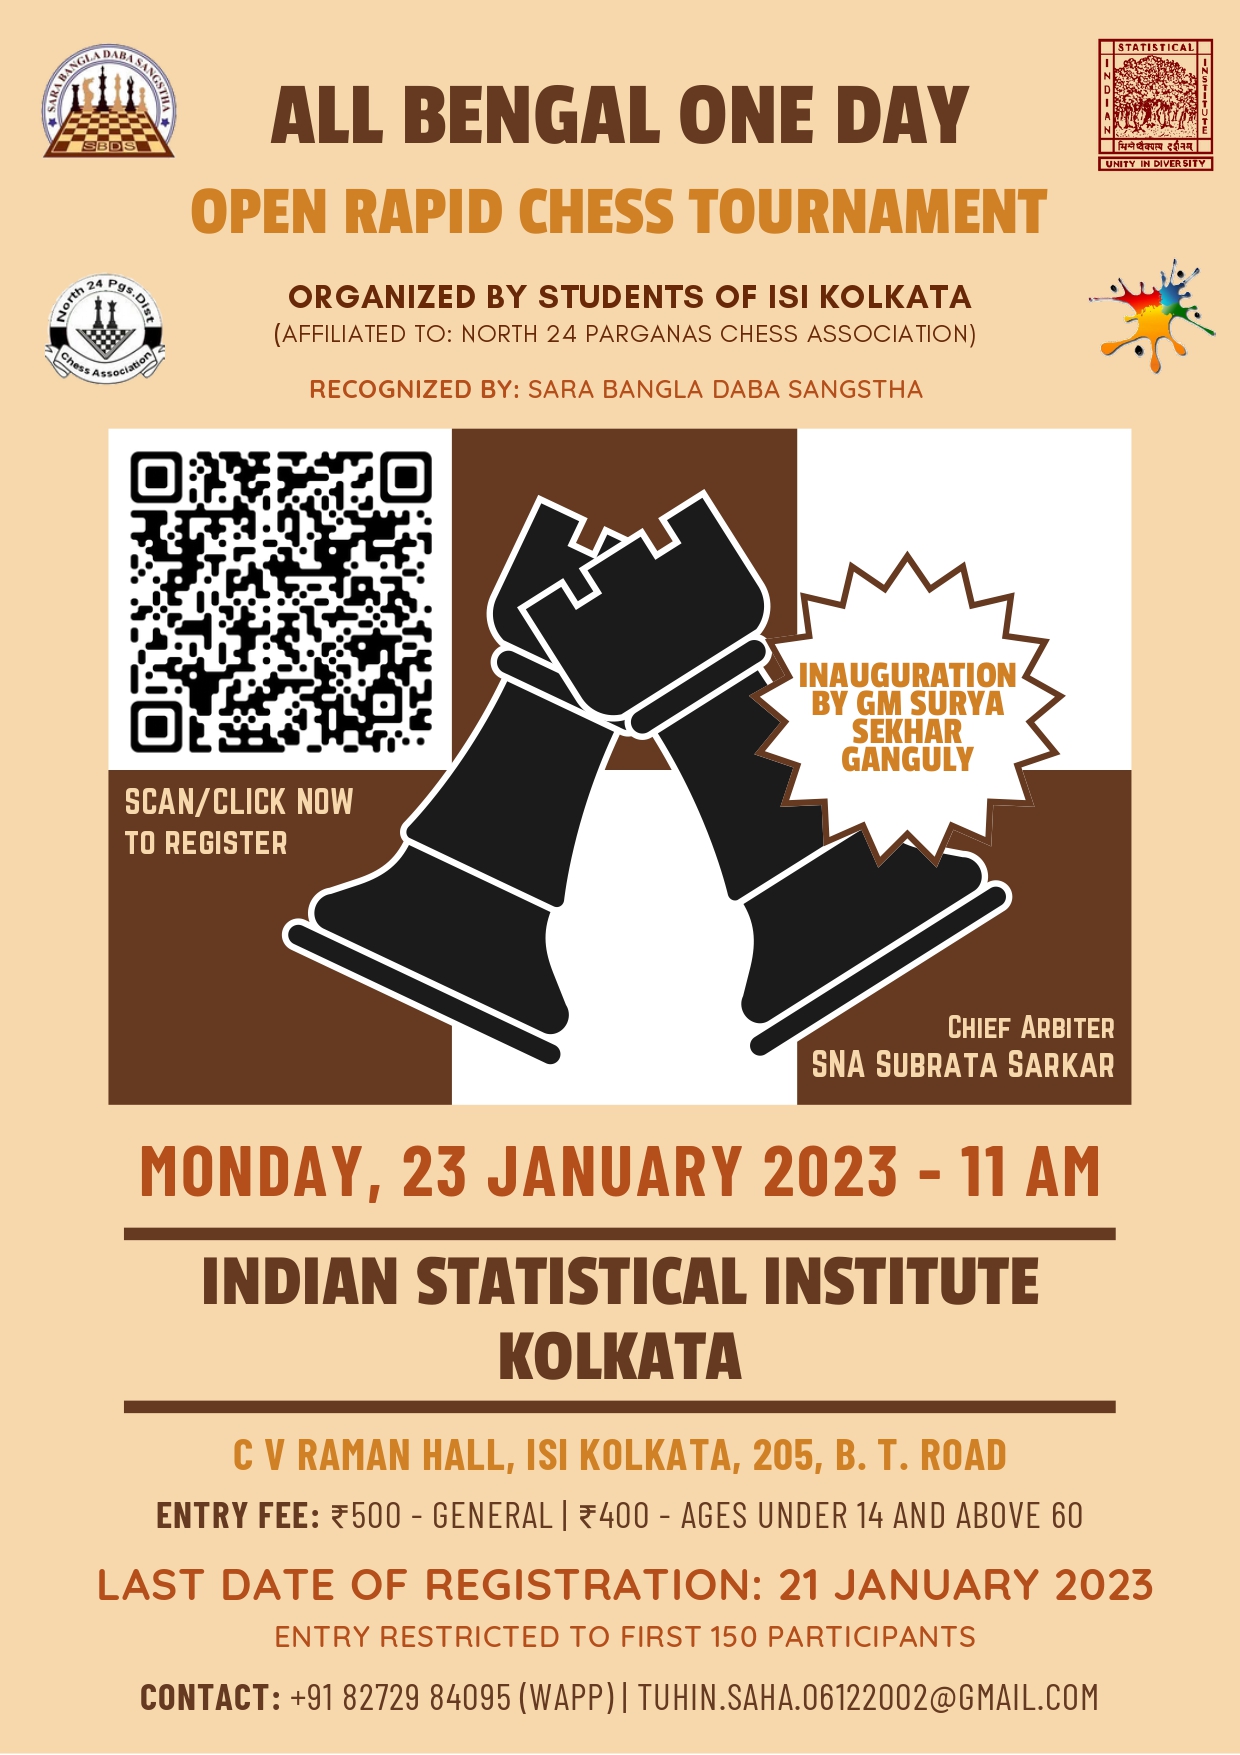 SARA BANGLA DABA SANGSTHA
SBDS
STATISTICAL
INDIAN
INSTITUTE
UNITY IN DIVERSITY
ALL BENGAL ONE DAY
OPEN RAPID CHESS TOURNAMENT
North 24 Pgs. Dist
Chess Association
ORGANIZED BY STUDENTS OF ISI KOLKATA
(AFFILIATED TO: NORTH 24 PARGANAS CHESS ASSOCIATION)
RECOGNIZED BY: SARA BANGLA DABA SANGSTHA
INAUGURATION
BY GM SURYA
SEKHAR
GANGULY
SCAN/CLICK NOW
TO REGISTER
CHIEF ARBITER
SNA SUBRATA SARKAR
MONDAY, 23 JANUARY 2023 - 11 AM
INDIAN STATISTICAL INSTITUTE
KOLKATA
C V RAMAN HALL, ISI KOLKATA, 205, B. T. ROAD
ENTRY FEE: ₹500 - GENERAL | ₹400 - AGES UNDER 14 AND ABOVE 60
LAST DATE OF REGISTRATION: 21 JANUARY 2023
ENTRY RESTRICTED TO FIRST 150 PARTICIPANTS
CONTACT: +91 82729 84095 (WAPP) | TUHIN.SAHA.06122002@GMAIL.COM